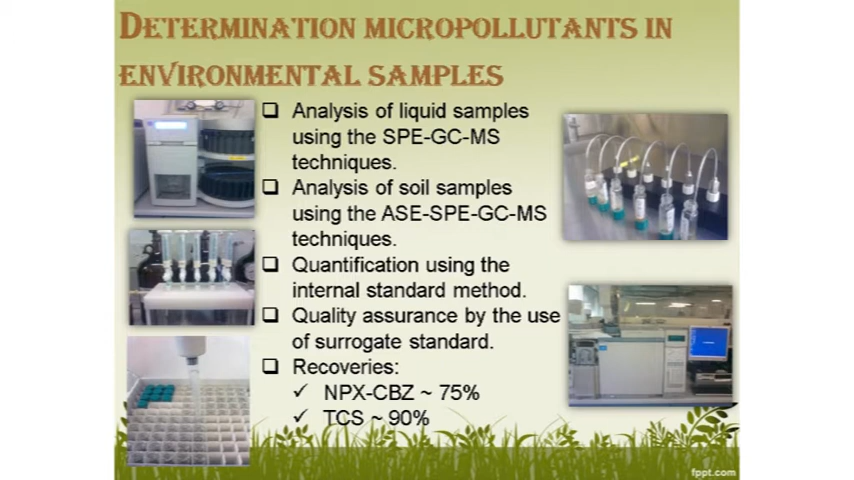 DETERMINATION MICROPOLLUTANTS IN
ENVIRONMENTAL SAMPLES
❑ Analysis of liquid samples
using the SPE-GC-MS
techniques.
❑ Analysis of soil samples
using the ASE-SPE-GC-MS
techniques.
❑ Quantification using the
internal standard method.
❑ Quality assurance by the use
of surrogate standard.
❑ Recoveries:
✓ NPX-CBZ ~ 75%
✓ TCS ~ 90%
fppt.com